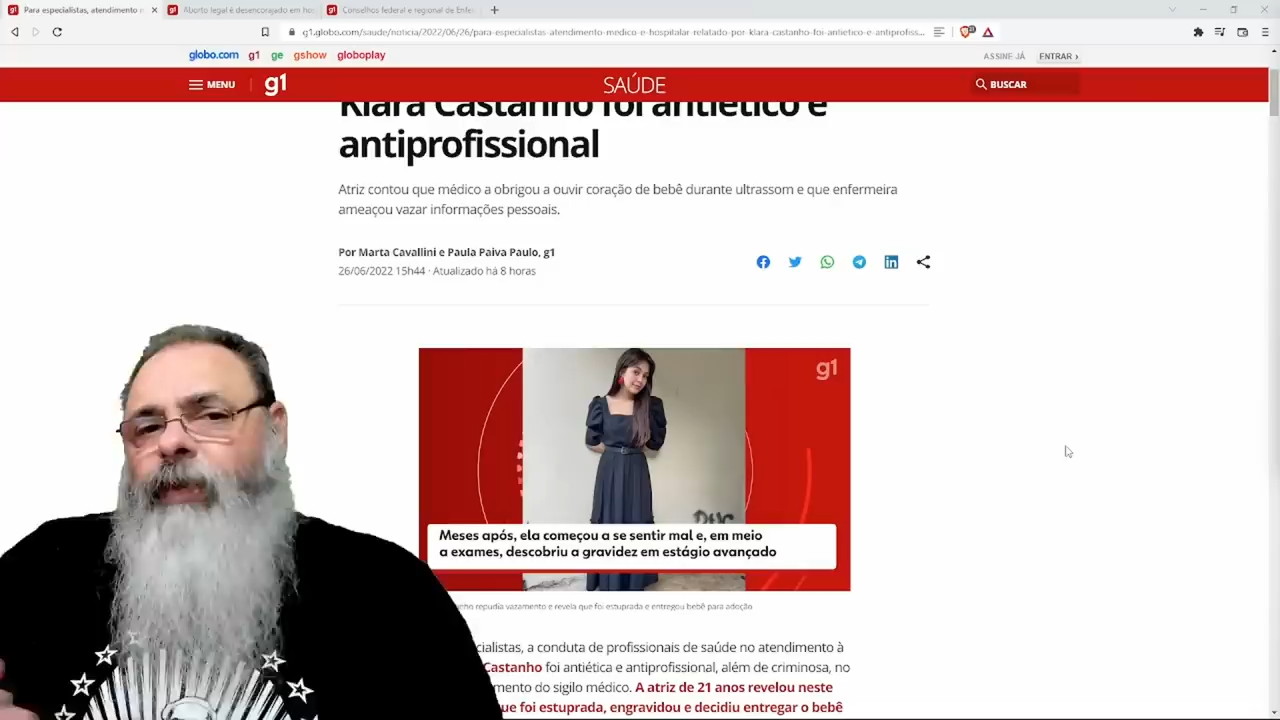 Para especialistas, atendimento e
Aborto legal é desencorajado em hos
Conselhos federal e regional de Enfer
g1.globo.com/saude/noticia/2022/06/26/para-especialistas-atendimento-medico-e-hospitalar-relatado-por-klara-castanho-foi-antietico-e-antiprofiss...
globo.com g1 ge gshow globoplay
ASSINE JÁ ENTRAR ›
MENU g1 SAÚDE BUSCAR
Klara Castanho foi antiético e
antiprofissional
Atriz contou que médico a obrigou a ouvir coração de bebê durante ultrassom e que enfermeira
ameaçou vazar informações pessoais.
Por Marta Cavallini e Paula Paiva Paulo, g1
26/06/2022 15h44 · Atualizado há 8 horas
g1
Meses após, ela começou a se sentir mal e, em meio
a exames, descobriu a gravidez em estágio avançado
nho repudia vazamento e revela que foi estuprada e entregou bebê para adoção
cialistas, a conduta de profissionais de saúde no atendimento à
Castanho foi antiética e antiprofissional, além de criminosa, no
mento do sigilo médico. A atriz de 21 anos revelou neste
que foi estuprada, engravidou e decidiu entregar o bebê